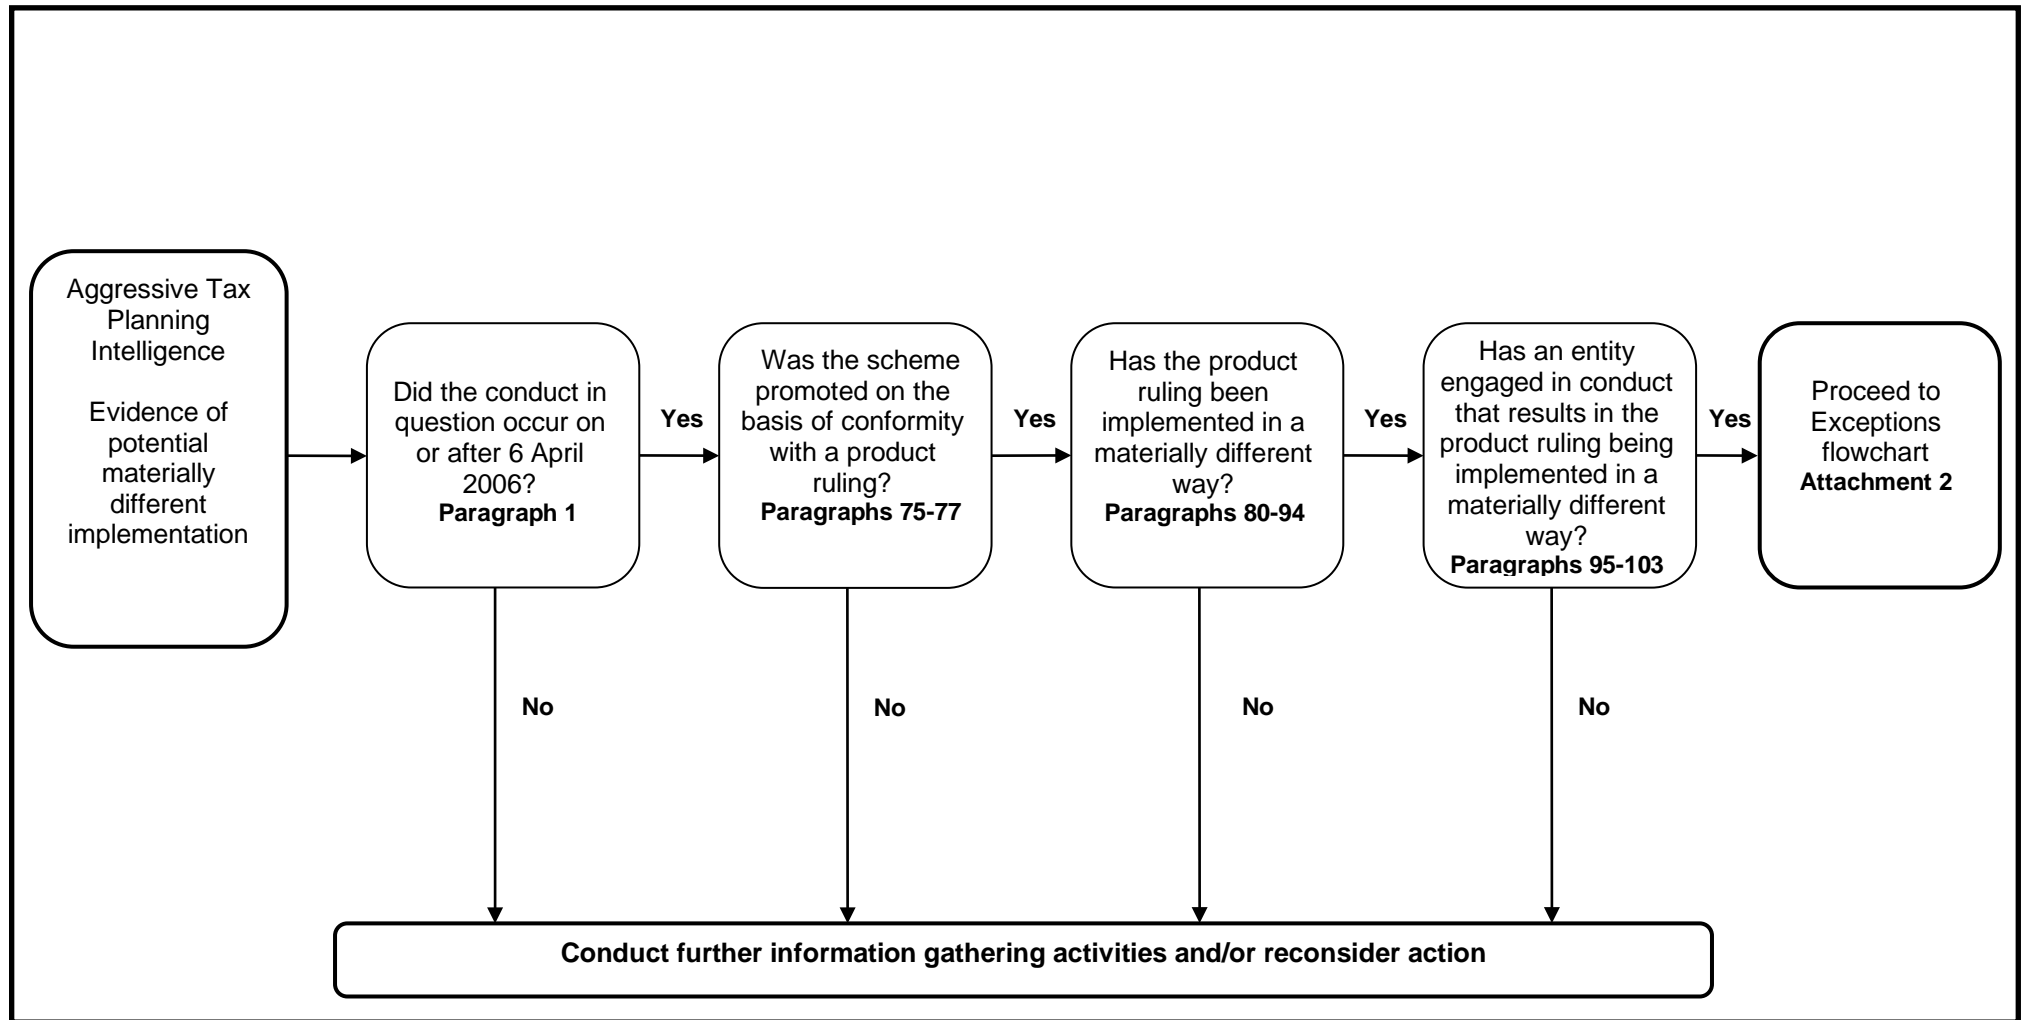 Aggressive Tax
Planning
Intelligence
Evidence of
potential
materially
different
implementation
Did the conduct in
question occur on
or after 6 April
2006?
Paragraph 1
Yes
Was the scheme
promoted on the
basis of conformity
with a product
ruling?
Paragraphs 75-77
Yes
Has the product
ruling been
implemented in a
materially different
way?
Paragraphs 80-94
Yes
Has an entity
engaged in conduct
that results in the
product ruling being
implemented in a
materially different
way?
Paragraphs 95-103
Yes
Proceed to
Exceptions
flowchart
Attachment 2
No
No
No
No
Conduct further information gathering activities and/or reconsider action